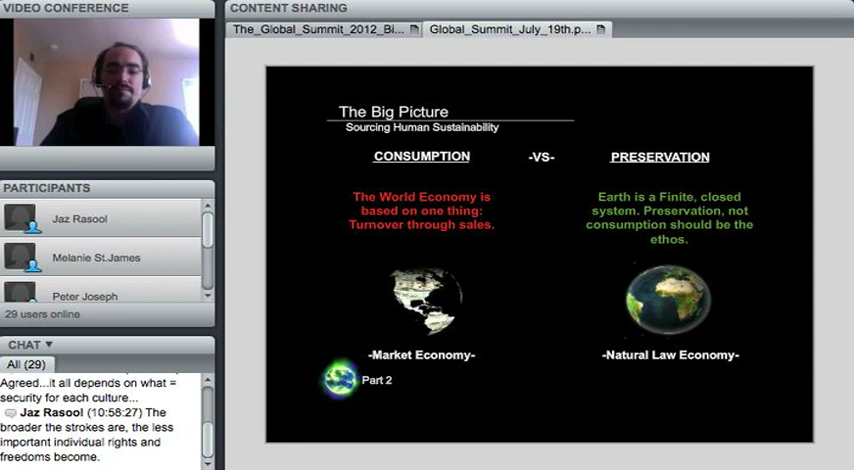 VIDEO CONFERENCE
CONTENT SHARING
The_Global_Summit_2012_Bi...
Global_Summit_July_19th.p...
The Big Picture
Sourcing Human Sustainability
CONSUMPTION -VS- PRESERVATION
The World Economy is
based on one thing:
Turnover through sales.
Earth is a Finite, closed
system. Preservation, not
consumption should be the
ethos.
-Market Economy-
-Natural Law Economy-
Part 2
PARTICIPANTS
Jaz Rasool
Melanie St.James
Peter Joseph
29 users online
CHAT
All (29)
Agreed...it all depends on what =
security for each culture...
Jaz Rasool (10:58:27) The
broader the strokes are, the less
important individual rights and
freedoms become.